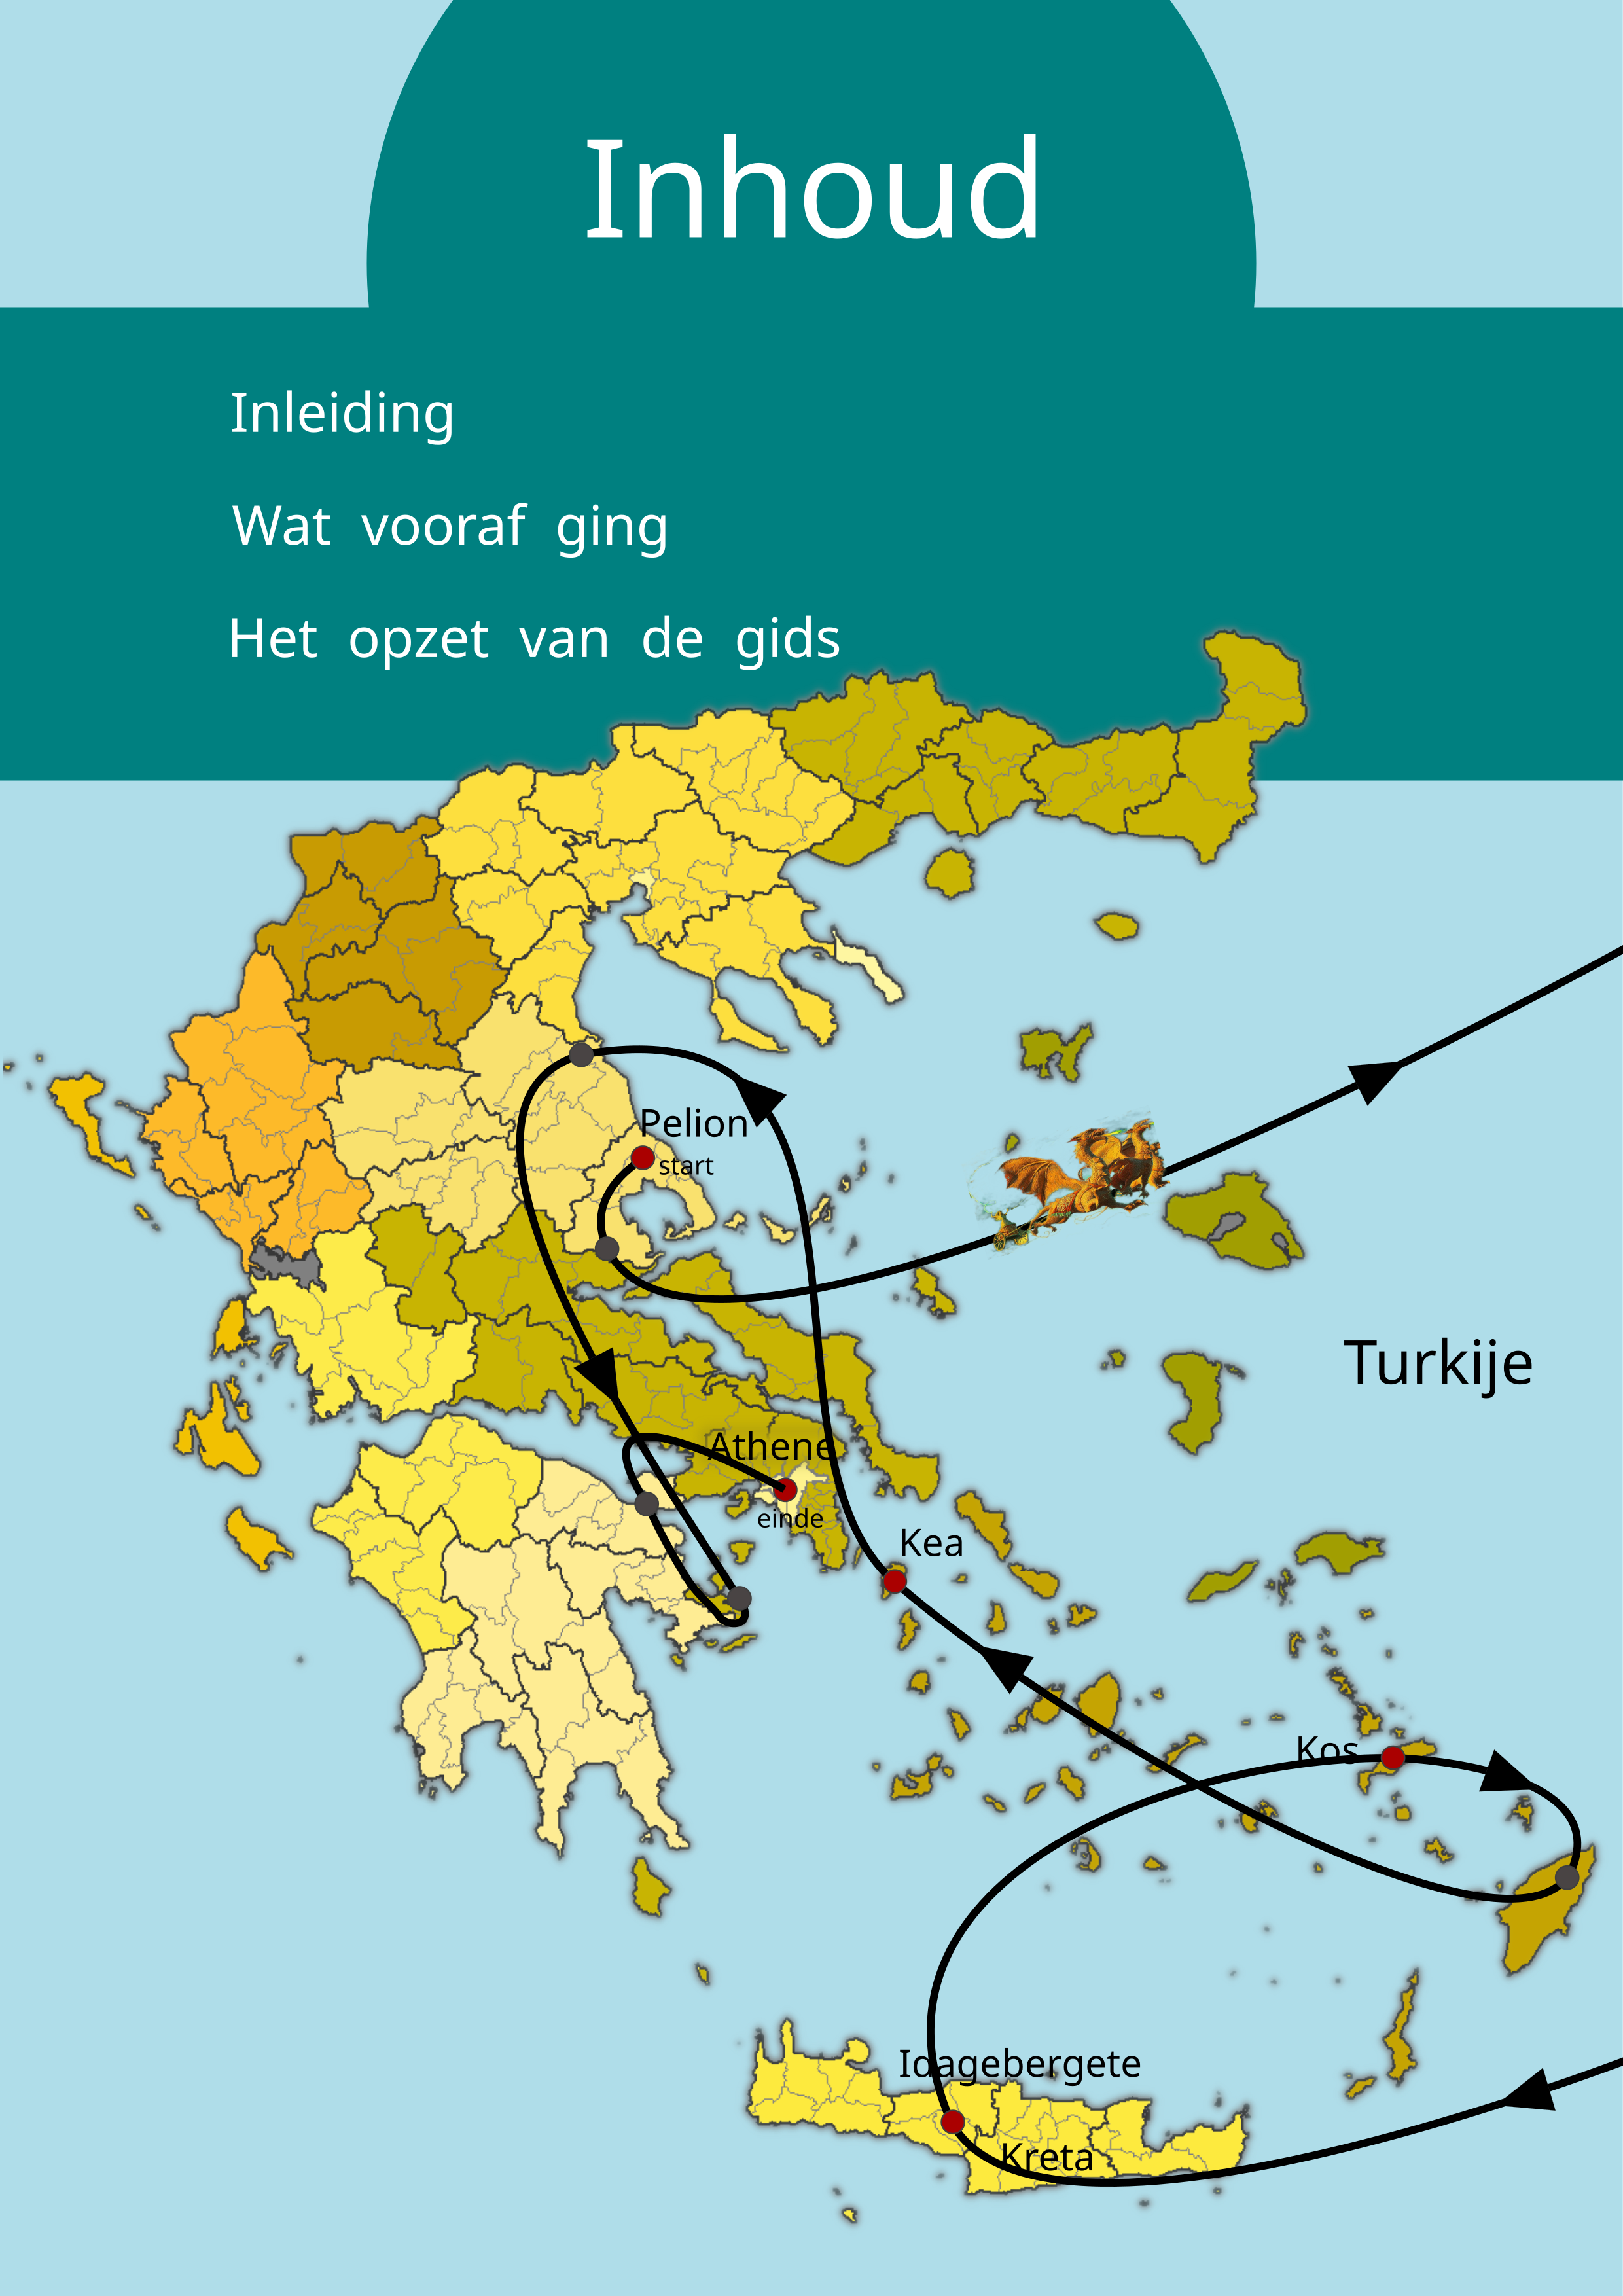 Inhoud
Inleiding
Wat vooraf ging
Het opzet van de gids
Pelion
start
Turkije
Athene
einde
Kea
Kos
Idagebergete
Kreta